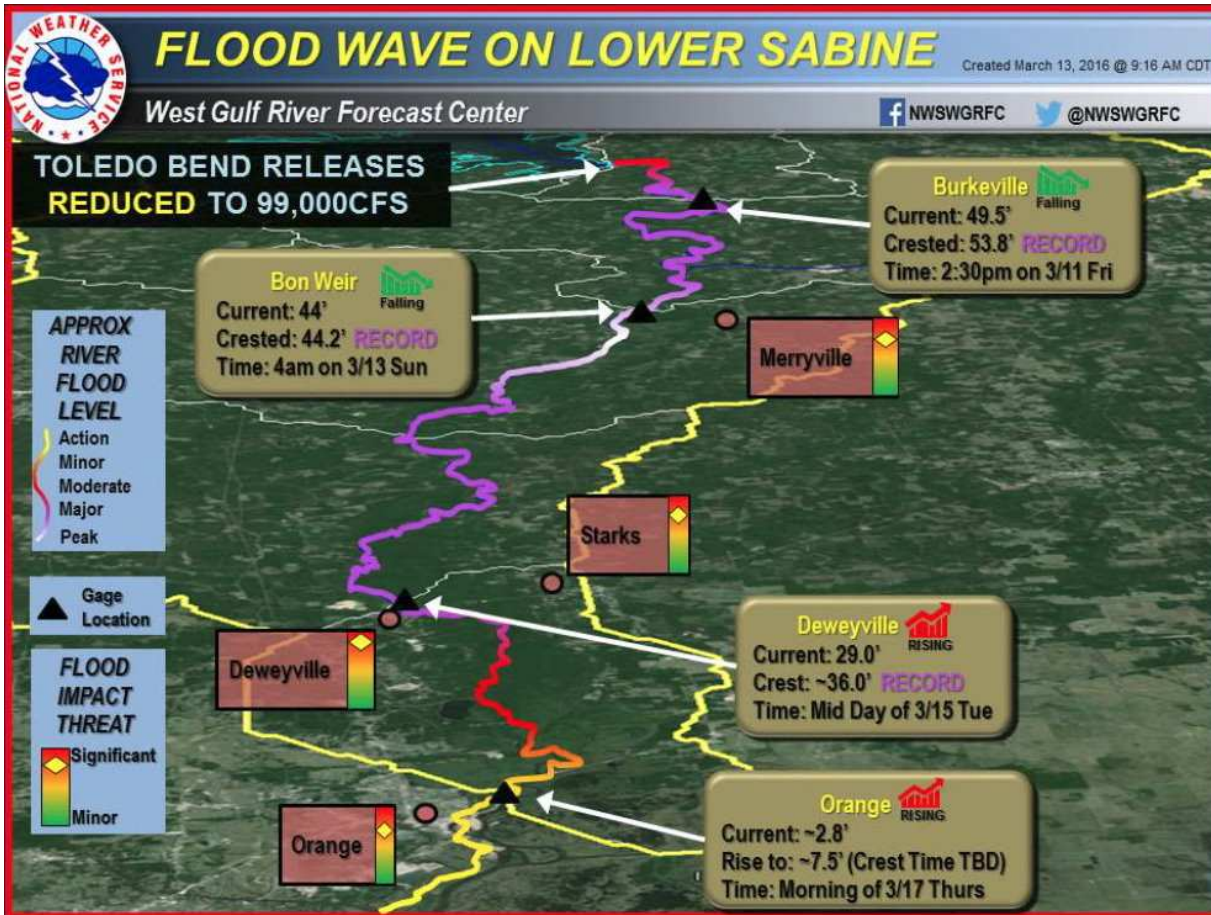 NATIONAL WEATHER SERVICE
FLOOD WAVE ON LOWER SABINE
Created March 13, 2016 @ 9:16 AM CDT
West Gulf River Forecast Center
NWSWGRFC
@NWSWGRFC
TOLEDO BEND RELEASES
REDUCED TO 99,000CFS
Burkeville
Falling
Current: 49.5'
Crested: 53.8' RECORD
Time: 2:30pm on 3/11 Fri
Bon Weir
Falling
Current: 44'
Crested: 44.2' RECORD
Time: 4am on 3/13 Sun
Merryville
APPROX
RIVER
FLOOD
LEVEL
Action
Minor
Moderate
Major
Peak
Starks
Gage
Location
Deweyville
Deweyville
RISING
Current: 29.0'
Crest: ~36.0' RECORD
Time: Mid Day of 3/15 Tue
FLOOD
IMPACT
THREAT
Significant
Minor
Orange
Orange
RISING
Current: ~2.8'
Rise to: ~7.5' (Crest Time TBD)
Time: Morning of 3/17 Thurs